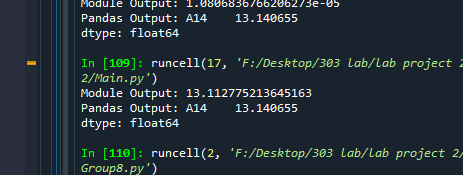 Module Output: 1.0806836766206273e-05
Pandas Output: A14    13.140655
dtype: float64
In [109]: runcell(17, 'F:/Desktop/303 lab/lab project 2
2/Main.py')
Module Output: 13.112775213645163
Pandas Output: A14    13.140655
dtype: float64
In [110]: runcell(2, 'F:/Desktop/303 lab/lab project 2/
Group8.py')